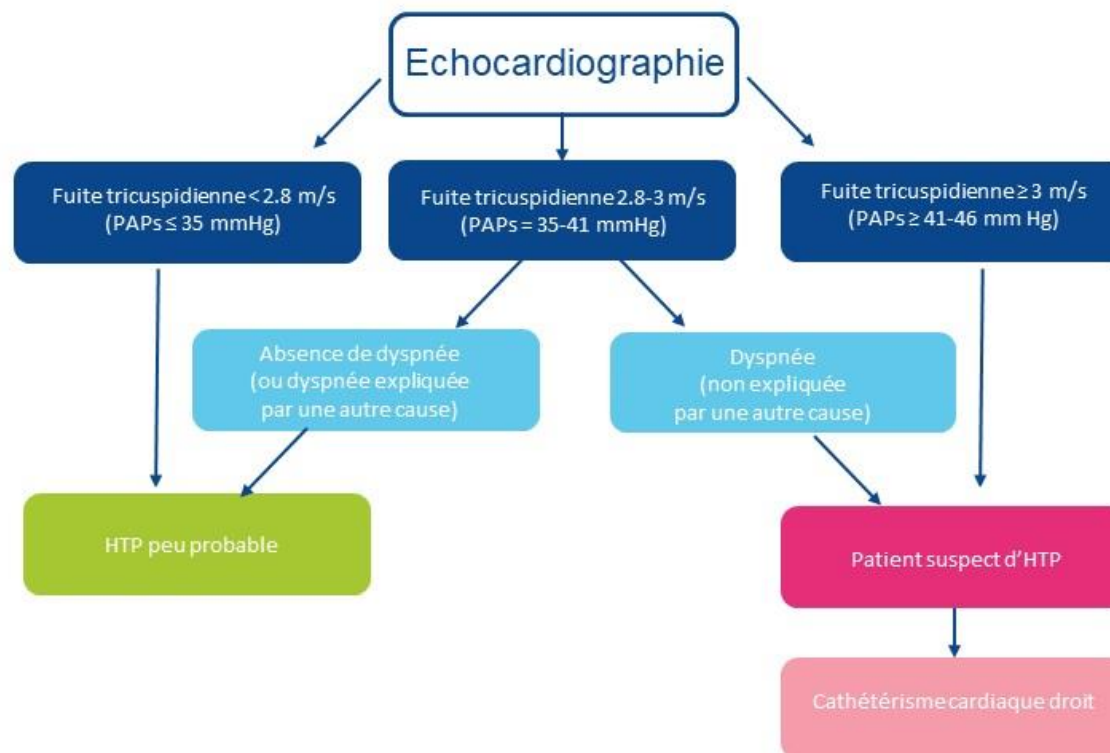 Echocardiographie
Fuite tricuspidienne < 2.8 m/s
(PAPs ≤ 35 mmHg)
Fuite tricuspidienne 2.8-3 m/s
(PAPs = 35-41 mmHg)
Fuite tricuspidienne ≥ 3 m/s
(PAPs ≥ 41-46 mm Hg)
Absence de dyspnée
(ou dyspnée expliquée
par une autre cause)
Dyspnée
(non expliquée
par une autre cause)
HTP peu probable
Patient suspect d’HTP
Cathétérisme cardiaque droit